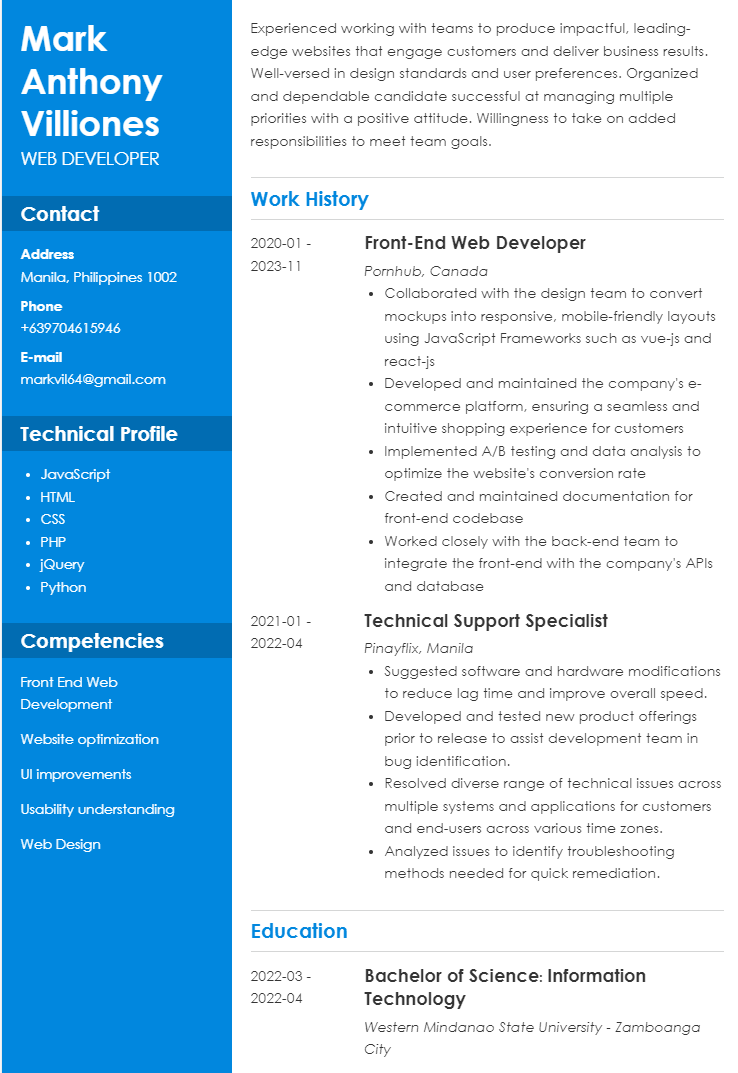 Mark
Anthony
Villiones
WEB DEVELOPER
Contact
Address
Manila, Philippines 1002
Phone
+639704615946
E-mail
markvil64@gmail.com
Technical Profile
• JavaScript
• HTML
• CSS
• PHP
• jQuery
• Python
Competencies
Front End Web
Development
Website optimization
UI improvements
Usability understanding
Web Design
Experienced working with teams to produce impactful, leading-
edge websites that engage customers and deliver business results.
Well-versed in design standards and user preferences. Organized
and dependable candidate successful at managing multiple
priorities with a positive attitude. Willingness to take on added
responsibilities to meet team goals.
Work History
2020-01 -
2023-11
Front-End Web Developer
Pornhub, Canada
• Collaborated with the design team to convert
mockups into responsive, mobile-friendly layouts
using JavaScript Frameworks such as vue-js and
react-js
• Developed and maintained the company's e-
commerce platform, ensuring a seamless and
intuitive shopping experience for customers
• Implemented A/B testing and data analysis to
optimize the website's conversion rate
• Created and maintained documentation for
front-end codebase
• Worked closely with the back-end team to
integrate the front-end with the company's APIs
and database
2021-01 -
2022-04
Technical Support Specialist
Pinayflix, Manila
• Suggested software and hardware modifications
to reduce lag time and improve overall speed.
• Developed and tested new product offerings
prior to release to assist development team in
bug identification.
• Resolved diverse range of technical issues across
multiple systems and applications for customers
and end-users across various time zones.
• Analyzed issues to identify troubleshooting
methods needed for quick remediation.
Education
2022-03 -
2022-04
Bachelor of Science: Information
Technology
Western Mindanao State University - Zamboanga
City